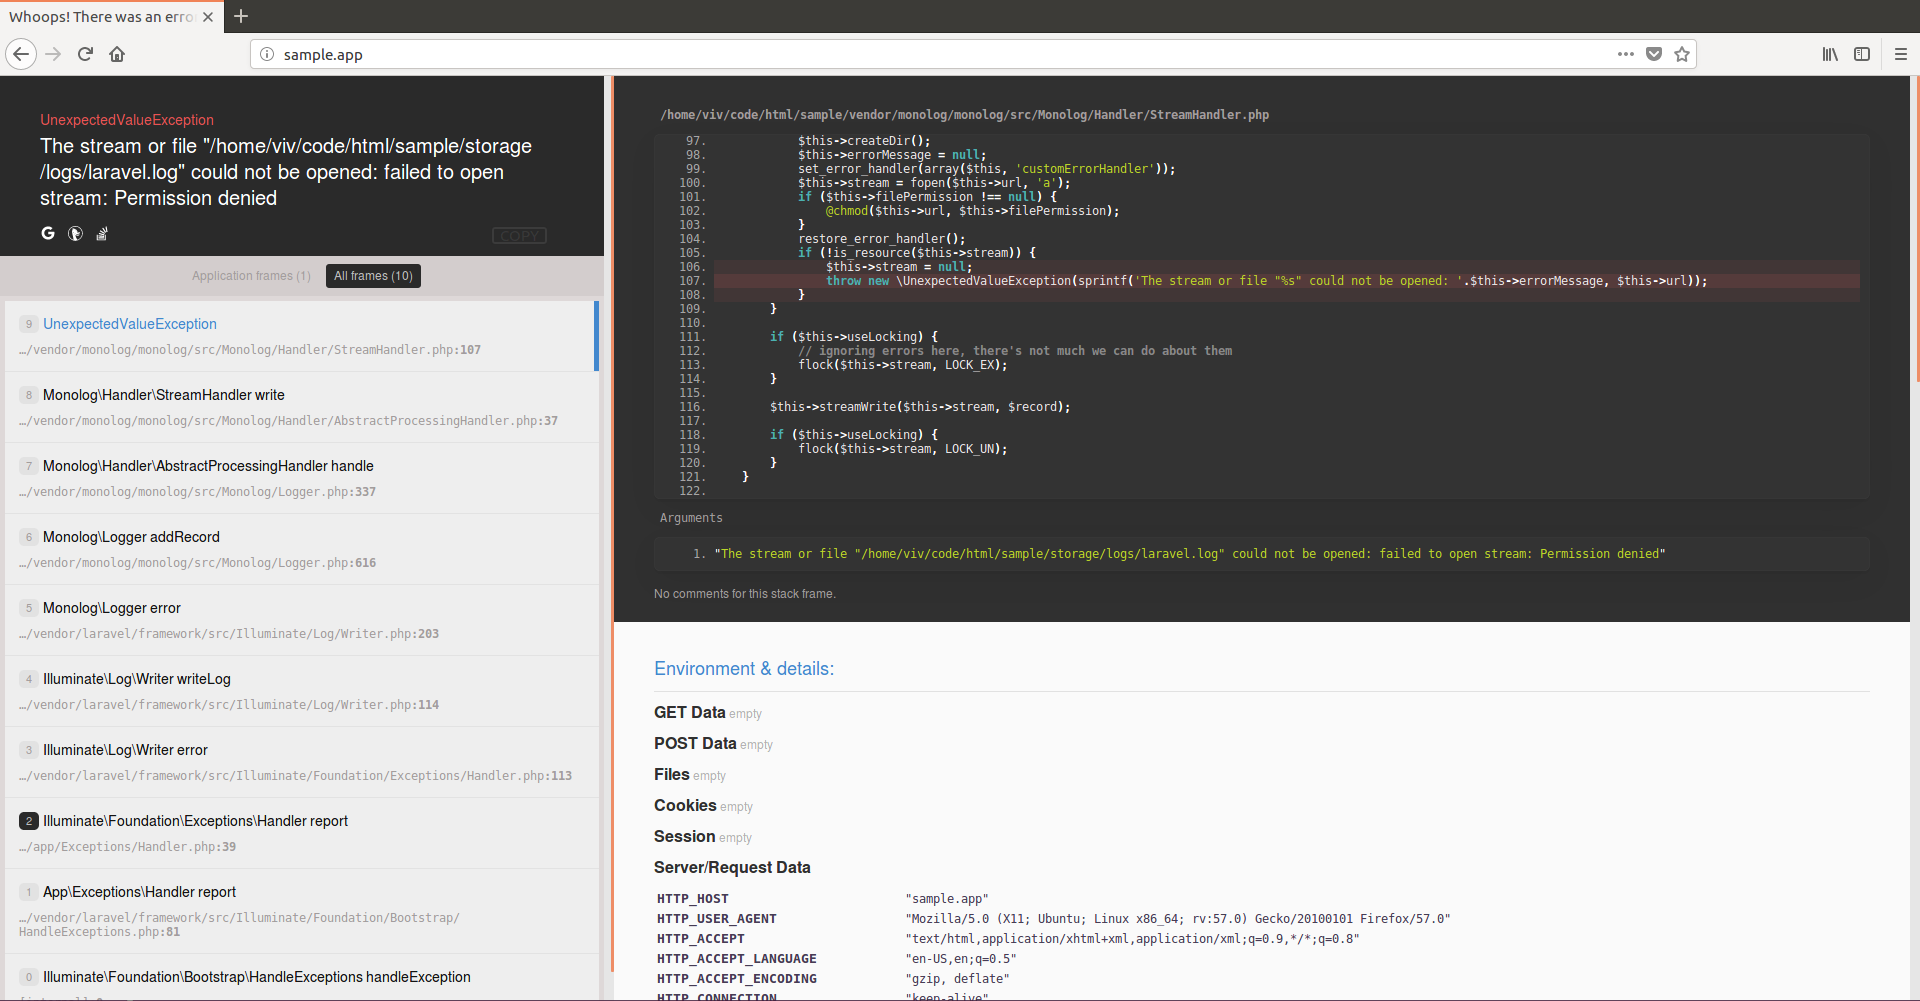 Whoops! There was an erro
sample.app
UnexpectedValueException
The stream or file "/home/viv/code/html/sample/storage
/logs/laravel.log" could not be opened: failed to open
stream: Permission denied
COPY
Application frames (1) All frames (10)
9 UnexpectedValueException
…/vendor/monolog/monolog/src/Monolog/Handler/StreamHandler.php:107
8 Monolog\Handler\StreamHandler write
…/vendor/monolog/monolog/src/Monolog/Handler/AbstractProcessingHandler.php:37
7 Monolog\Handler\AbstractProcessingHandler handle
…/vendor/monolog/monolog/src/Monolog/Logger.php:337
6 Monolog\Logger addRecord
…/vendor/monolog/monolog/src/Monolog/Logger.php:616
5 Monolog\Logger error
…/vendor/laravel/framework/src/Illuminate/Log/Writer.php:203
4 Illuminate\Log\Writer writeLog
…/vendor/laravel/framework/src/Illuminate/Log/Writer.php:114
3 Illuminate\Log\Writer error
…/vendor/laravel/framework/src/Illuminate/Foundation/Exceptions/Handler.php:113
2 Illuminate\Foundation\Exceptions\Handler report
…/app/Exceptions/Handler.php:39
1 App\Exceptions\Handler report
…/vendor/laravel/framework/src/Illuminate/Foundation/Bootstrap/
HandleExceptions.php:81
0 Illuminate\Foundation\Bootstrap\HandleExceptions handleException
/home/viv/code/html/sample/vendor/monolog/monolog/src/Monolog/Handler/StreamHandler.php
97. $this->createDir();
98. $this->errorMessage = null;
99. set_error_handler(array($this, 'customErrorHandler'));
100. $this->stream = fopen($this->url, 'a');
101. if ($this->filePermission !== null) {
102. @chmod($this->url, $this->filePermission);
103. }
104. restore_error_handler();
105. if (!is_resource($this->stream)) {
106. $this->stream = null;
107. throw new \UnexpectedValueException(sprintf('The stream or file "%s" could not be opened: '.$this->errorMessage, $this->url));
108. }
109. }
110.
111. if ($this->useLocking) {
112. // ignoring errors here, there's not much we can do about them
113. flock($this->stream, LOCK_EX);
114. }
115.
116. $this->streamWrite($this->stream, $record);
117.
118. if ($this->useLocking) {
119. flock($this->stream, LOCK_UN);
120. }
121. }
122.
Arguments
1. "The stream or file "/home/viv/code/html/sample/storage/logs/laravel.log" could not be opened: failed to open stream: Permission denied"
No comments for this stack frame.
Environment & details:
GET Data empty
POST Data empty
Files empty
Cookies empty
Session empty
Server/Request Data
HTTP_HOST "sample.app"
HTTP_USER_AGENT "Mozilla/5.0 (X11; Ubuntu; Linux x86_64; rv:57.0) Gecko/20100101 Firefox/57.0"
HTTP_ACCEPT "text/html,application/xhtml+xml,application/xml;q=0.9,*/*;q=0.8"
HTTP_ACCEPT_LANGUAGE "en-US,en;q=0.5"
HTTP_ACCEPT_ENCODING "gzip, deflate"
HTTP_CONNECTION "keep-alive"